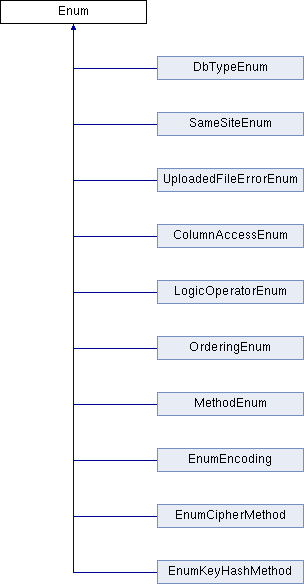 Enum
DbTypeEnum
SameSiteEnum
UploadedFileErrorEnum
ColumnAccessEnum
LogicOperatorEnum
OrderingEnum
MethodEnum
EnumEncoding
EnumCipherMethod
EnumKeyHashMethod